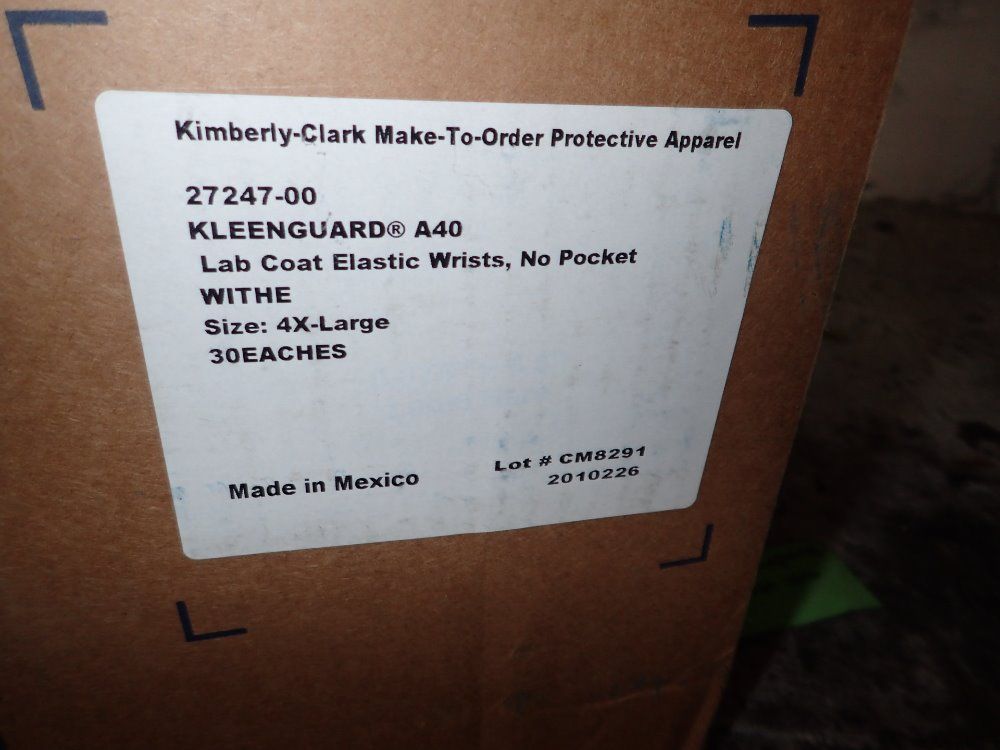 Kimberly-Clark Make-To-Order Protective Apparel
27247-00
KLEENGUARD® A40
Lab Coat Elastic Wrists, No Pocket
WITHE
Size: 4X-Large
30EACHES
Made in Mexico
Lot # CM8291
2010226